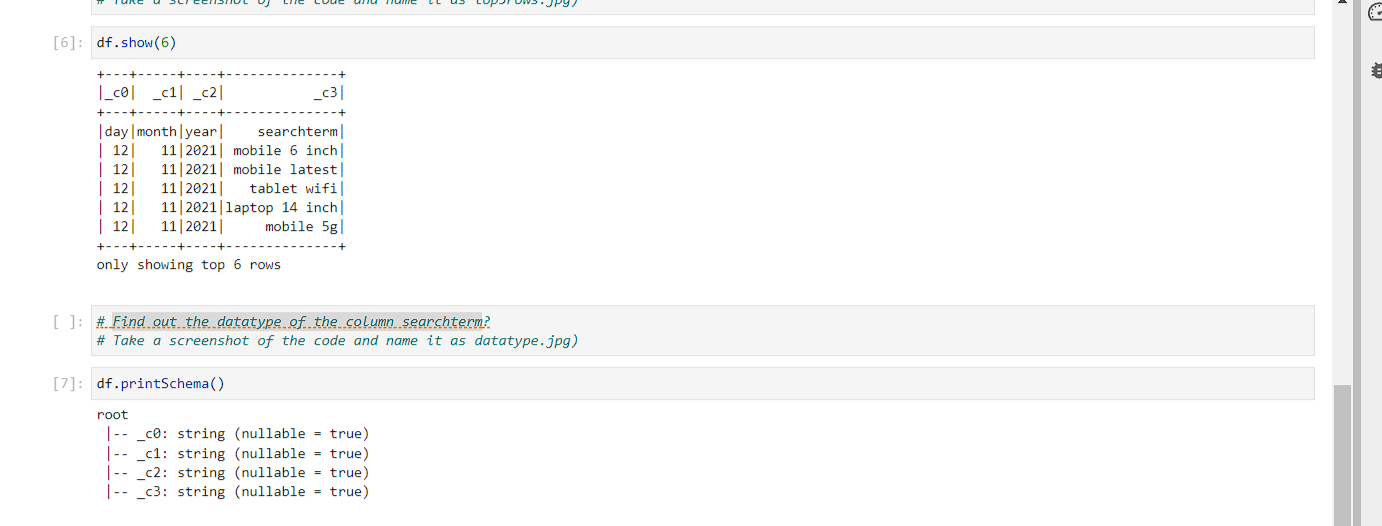 # Take a screenshot of the code and name it as top5rows.jpg)
[6]: df.show(6)
+---+-----+----+--------------+
|_c0|  _c1| _c2|           _c3|
+---+-----+----+--------------+
|day|month|year|    searchterm|
| 12|   11|2021| mobile 6 inch|
| 12|   11|2021| mobile latest|
| 12|   11|2021|   tablet wifi|
| 12|   11|2021|laptop 14 inch|
| 12|   11|2021|     mobile 5g|
+---+-----+----+--------------+
only showing top 6 rows
[ ]: # Find out the datatype of the column searchterm?
# Take a screenshot of the code and name it as datatype.jpg)
[7]: df.printSchema()
root
 |-- _c0: string (nullable = true)
 |-- _c1: string (nullable = true)
 |-- _c2: string (nullable = true)
 |-- _c3: string (nullable = true)